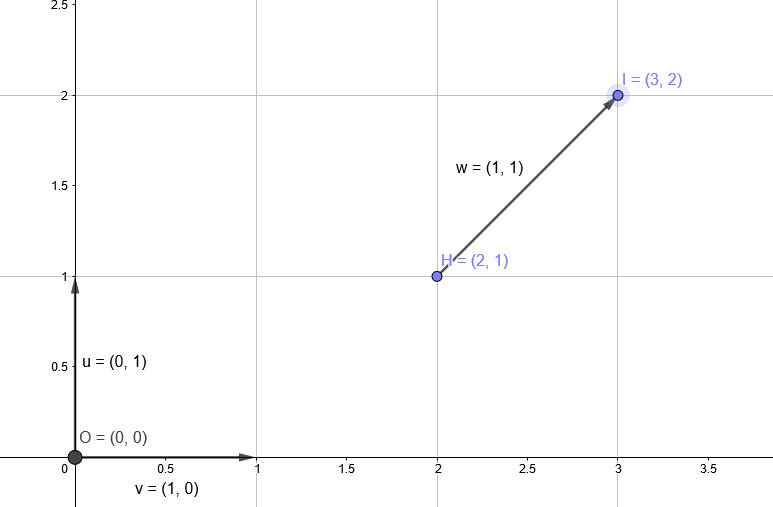 2.5
I = (3, 2)
2
w = (1, 1)
1.5
H = (2, 1)
1
u = (0, 1)
0.5
O = (0, 0)
0 0.5 1 1.5 2 2.5 3 3.5
v = (1, 0)